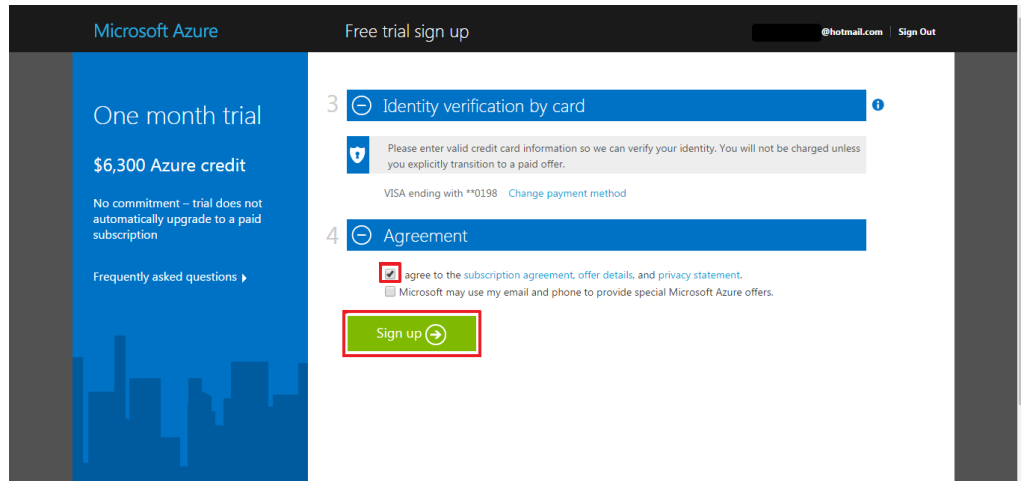 Microsoft Azure
Free trial sign up
@hotmail.com
Sign Out
One month trial
$6,300 Azure credit
No commitment – trial does not
automatically upgrade to a paid
subscription
Frequently asked questions
3
Identity verification by card
Please enter valid credit card information so we can verify your identity. You will not be charged unless
you explicitly transition to a paid offer.
VISA ending with **0198 Change payment method
4
Agreement
agree to the subscription agreement, offer details, and privacy statement.
Microsoft may use my email and phone to provide special Microsoft Azure offers.
Sign up